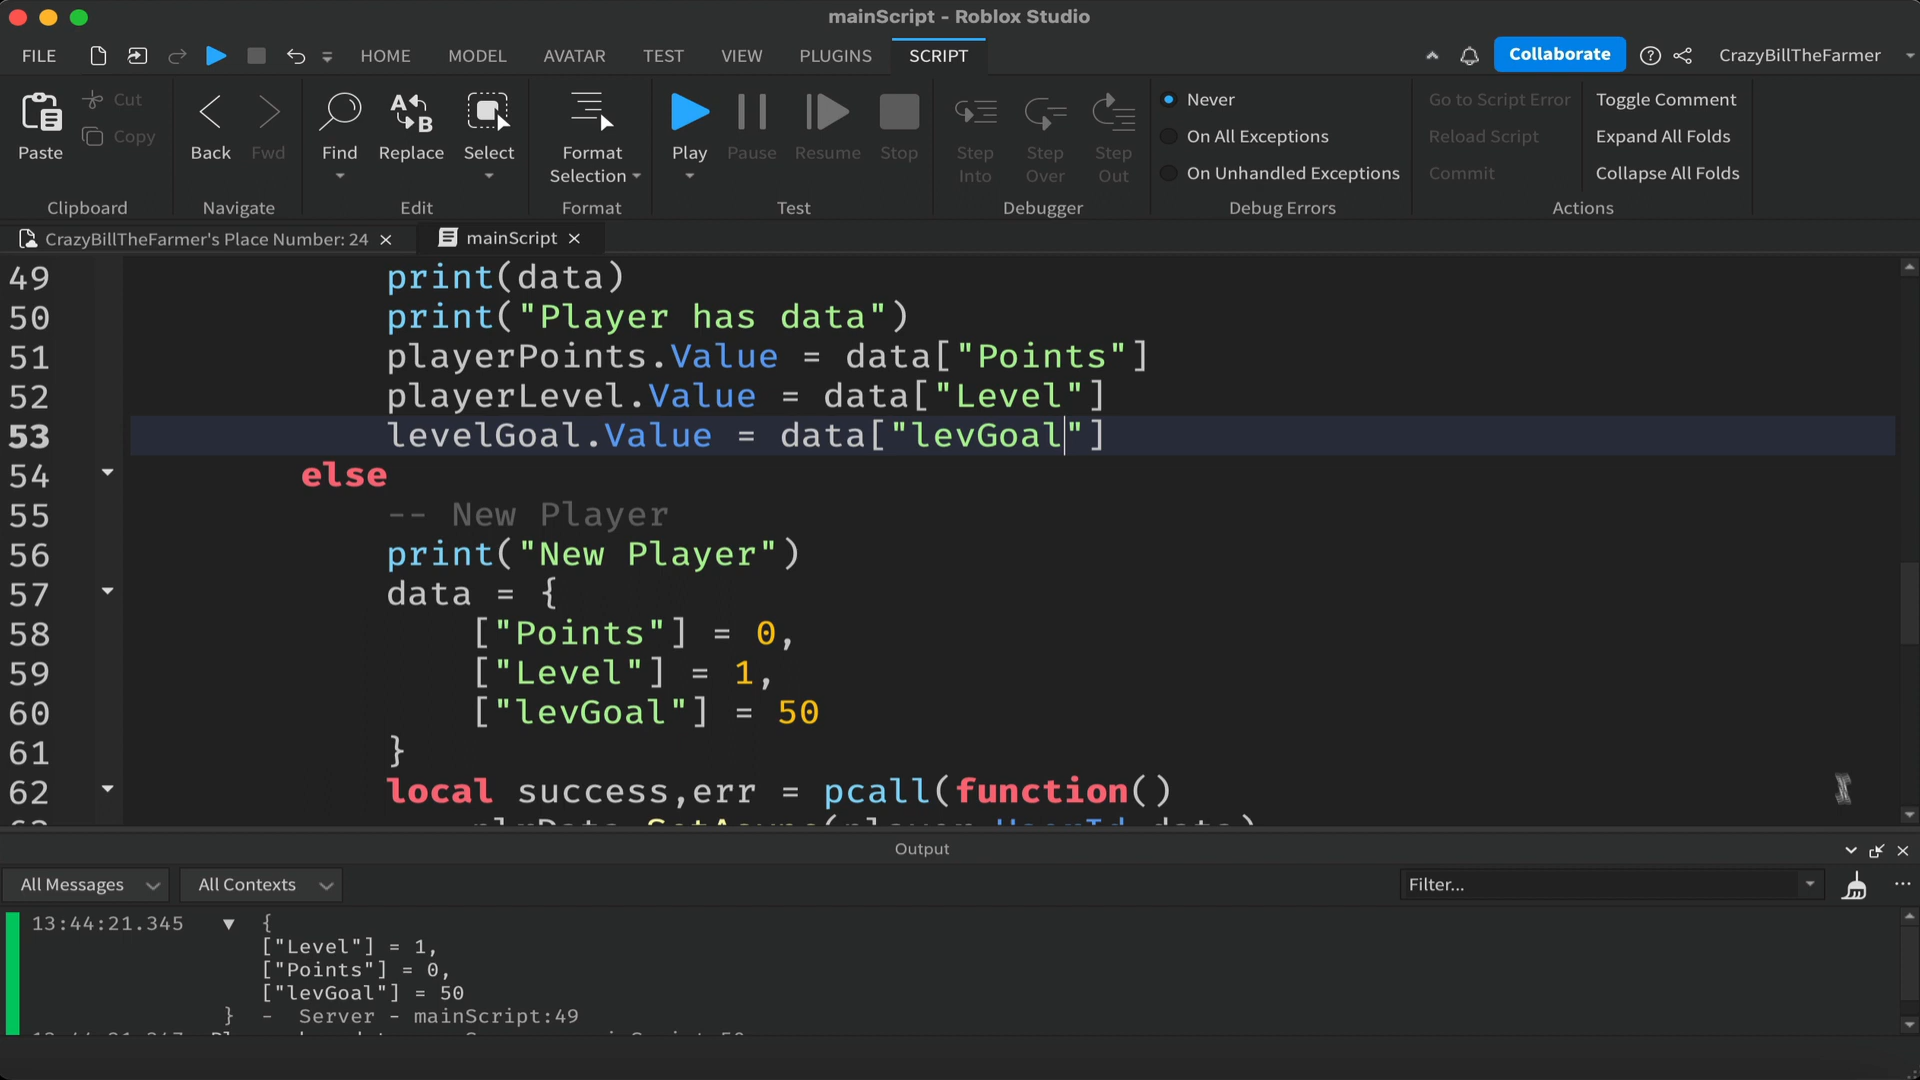 mainScript - Roblox Studio
FILE HOME MODEL AVATAR TEST VIEW PLUGINS SCRIPT Collaborate CrazyBillTheFarmer
Paste Cut Copy Back Fwd Find Replace Select Format Selection Play Pause Resume Stop Step Into Step Over Step Out
Never Go to Script Error Toggle Comment
On All Exceptions Reload Script Expand All Folds
On Unhandled Exceptions Commit Collapse All Folds
Clipboard Navigate Edit Format Test Debugger Debug Errors Actions
CrazyBillTheFarmer's Place Number: 24 mainScript
49 print(data)
50 print("Player has data")
51 playerPoints.Value = data["Points"]
52 playerLevel.Value = data["Level"]
53 levelGoal.Value = data["levGoal"]
54 else
55 -- New Player
56 print("New Player")
57 data = {
58 ["Points"] = 0,
59 ["Level"] = 1,
60 ["levGoal"] = 50
61 }
62 local success,err = pcall(function()
Output
All Messages All Contexts Filter...
13:44:21.345 {
["Level"] = 1,
["Points"] = 0,
["levGoal"] = 50
} - Server - mainScript:49